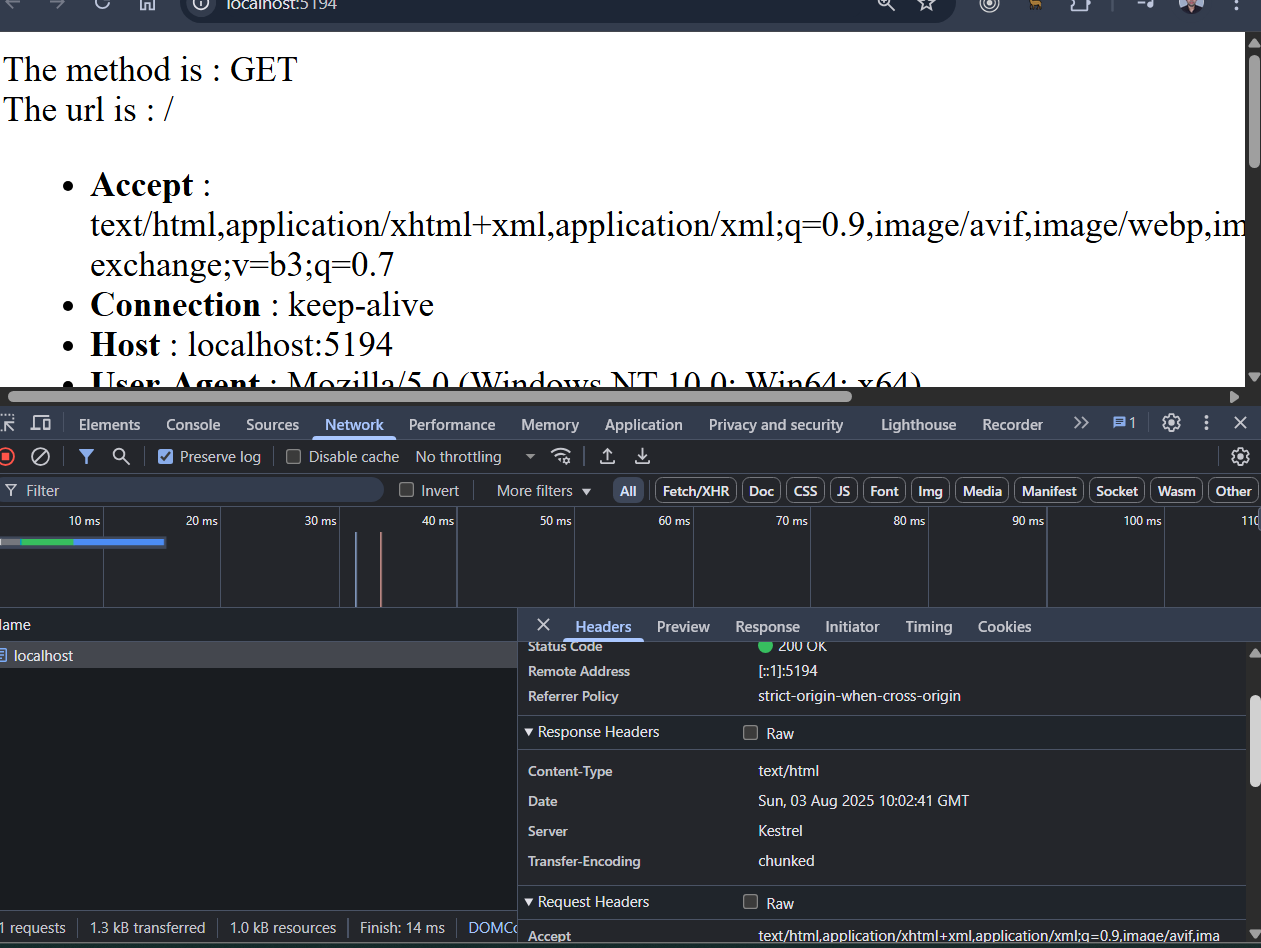 localhost:5194
The method is : GET
The url is : /
Accept :
text/html,application/xhtml+xml,application/xml;q=0.9,image/avif,image/webp,im
exchange;v=b3;q=0.7
Connection : keep-alive
Host : localhost:5194
User-Agent : Mozilla/5.0 (Windows NT 10.0; Win64; x64)
Elements Console Sources Network Performance Memory Application Privacy and security Lighthouse Recorder 1
Preserve log Disable cache No throttling
Filter Invert More filters All Fetch/XHR Doc CSS JS Font Img Media Manifest Socket Wasm Other
10 ms 20 ms 30 ms 40 ms 50 ms 60 ms 70 ms 80 ms 90 ms 100 ms 110
ame Headers Preview Response Initiator Timing Cookies
localhost
Status Code 200 OK
Remote Address [::1]:5194
Referrer Policy strict-origin-when-cross-origin
Response Headers Raw
Content-Type text/html
Date Sun, 03 Aug 2025 10:02:41 GMT
Server Kestrel
Transfer-Encoding chunked
Request Headers Raw
Accept text/html,application/xhtml+xml,application/xml;q=0.9,image/avif,ima
1 requests 1.3 kB transferred 1.0 kB resources Finish: 14 ms DOMCo